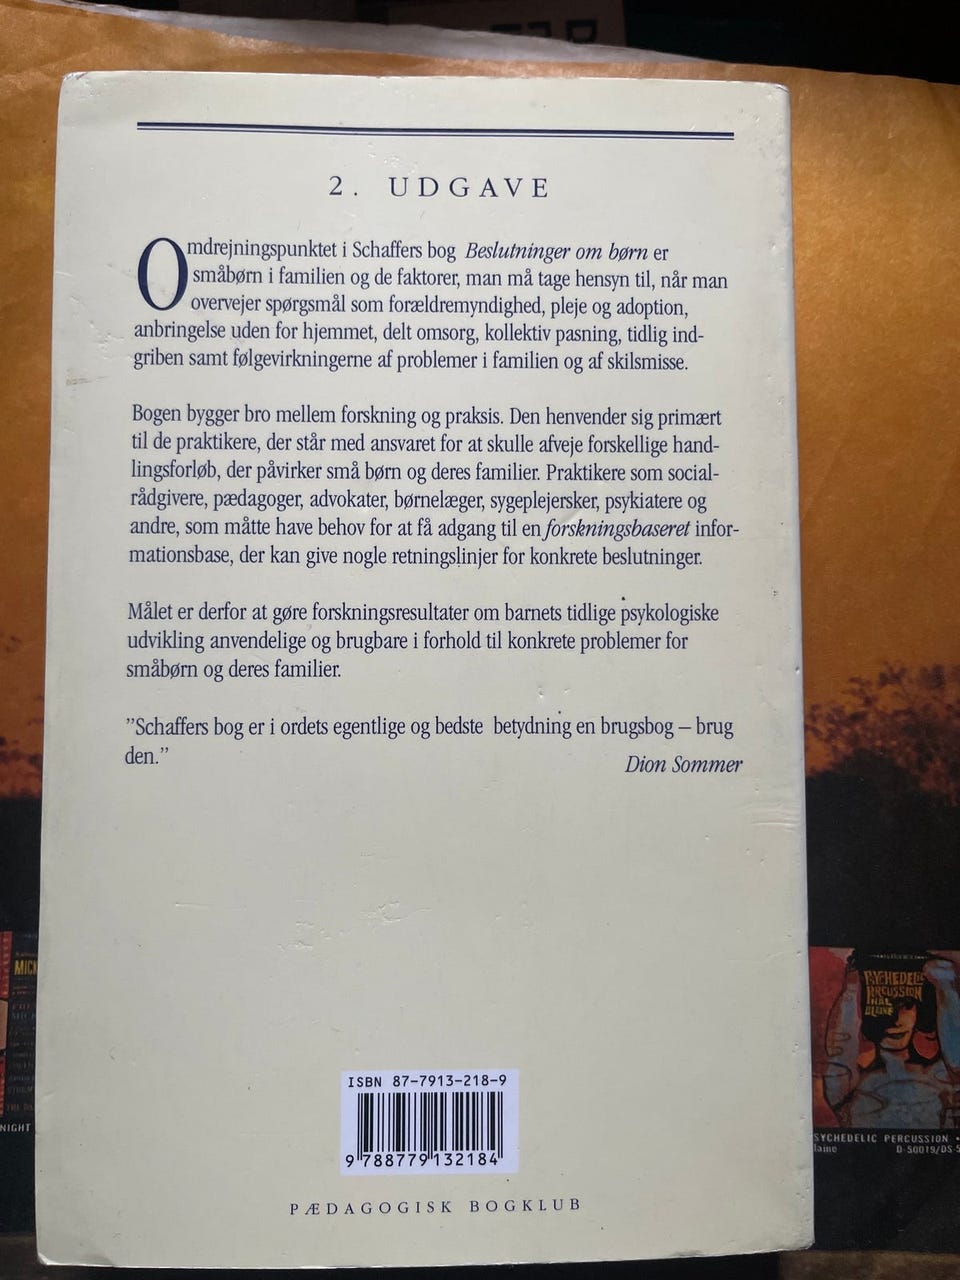 2. UDGAVE
Omdrejningspunktet i Schaffers bog Beslutninger om børn er
småbørn i familien og de faktorer, man må tage hensyn til, når man
overvejer spørgsmål som forældremyndighed, pleje og adoption,
anbringelse uden for hjemmet, delt omsorg, kollektiv pasning, tidlig ind-
griben samt følgevirkningerne af problemer i familien og af skilsmisse.
Bogen bygger bro mellem forskning og praksis. Den henvender sig primært
til de praktikere, der står med ansvaret for at skulle afveje forskellige hand-
lingsforløb, der påvirker små børn og deres familier. Praktikere som social-
rådgivere, pædagoger, advokater, børnelæger, sygeplejersker, psykiatere og
andre, som måtte have behov for at få adgang til en forskningsbaseret infor-
mationsbase, der kan give nogle retningslinjer for konkrete beslutninger.
Målet er derfor at gøre forskningsresultater om barnets tidlige psykologiske
udvikling anvendelige og brugbare i forhold til konkrete problemer for
småbørn og deres familier.
"Schaffers bog er i ordets egentlige og bedste betydning en brugsbog – brug
den."
Dion Sommer
ISBN 87-7913-218-9
9 788779 132184
PÆDAGOGISK BOGKLUB
MICK
NIGHT
PSYCHEDELIC
PERCUSSION
HAL
BLAINE
SYCHEDELIC PERCUSSION •
laine D-50019/DS-5